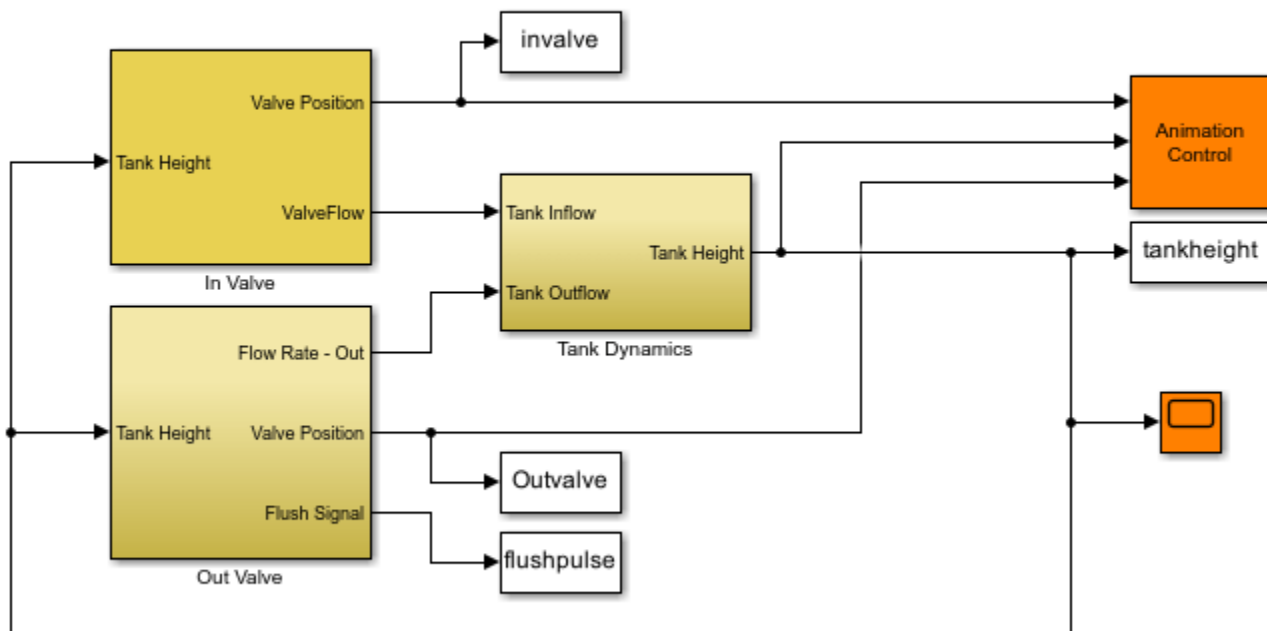 invalve
Valve Position
Tank Height
ValveFlow
In Valve
Animation
Control
Tank Inflow
Tank Height
Tank Outflow
Tank Dynamics
tankheight
Flow Rate - Out
Tank Height
Valve Position
Flush Signal
Out Valve
Outvalve
flushpulse